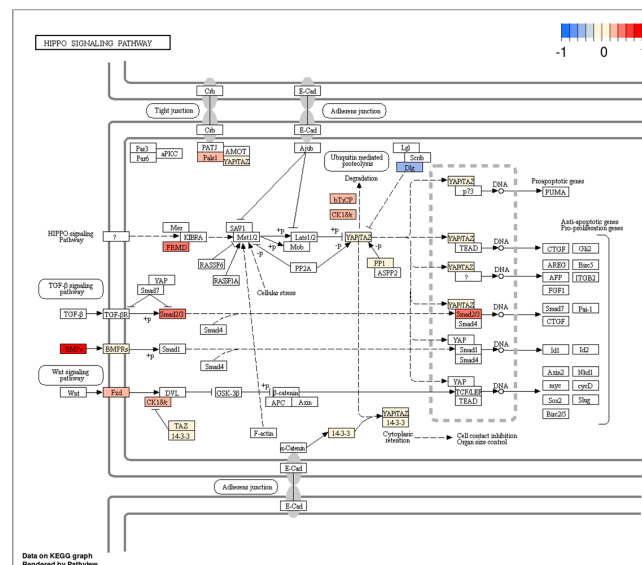 HIPPO SIGNALING PATHWAY
-1 0 1
Crb
E-Cad
Tight junction
Adherens junction
Crb
E-Cad
Par3
Par6
aPKC
PATJ
Pals1
AMOT
YAP/TAZ
Ajub
Ubiquitin mediated
proteolysis
Lgl
Scrib
Dlg
Degradation
bTrCP
CK1δ/ε
YAP/TAZ
p73
DNA
Proapoptotic genes
PUMA
HIPPO signaling
Pathway
?
Mer
KIBRA
FRMD
SAV1
Mst1/2
+p
-p
Lats1/2
Mob
+p
+p
-p
YAP/TAZ
-p
RASSF6
RASF1A
PP2A
PP1
ASPP2
Cellular stress
YAP/TAZ
TEAD
DNA
Anti-apoptotic genes
Pro-proliferation genes
CTGF
Gli2
YAP/TAZ
?
DNA
AREG
Birc5
AFP
ITGB2
FGF1
TGF-β signaling
pathway
YAP
Smad7
TGF-β
TGF-βR
+p
Smad2/3
Smad4
YAP/TAZ
Smad2/3
Smad4
DNA
Smad7
Pai-1
CTGF
BMPs
BMPRs
+p
Smad1
Smad4
YAP
Smad1
Smad4
DNA
Id1
Id2
Wnt signaling
pathway
Wnt
Fzd
DVL
CK1δ/ε
GSK-3β
+p
β-catenin
APC
Axin
YAP
TCF/LEF
TEAD
DNA
Axin2
Nkd1
myc
cycD
Sox2
Slug
Birc2/5
TAZ
14-3-3
F-actin
α-Catenin
14-3-3
YAP/TAZ
14-3-3
Cytoplasmic
retention
Cell contact inhibition
Organ size control
E-Cad
Adherens junction
E-Cad
Data on KEGG graph
Rendered by Pathview